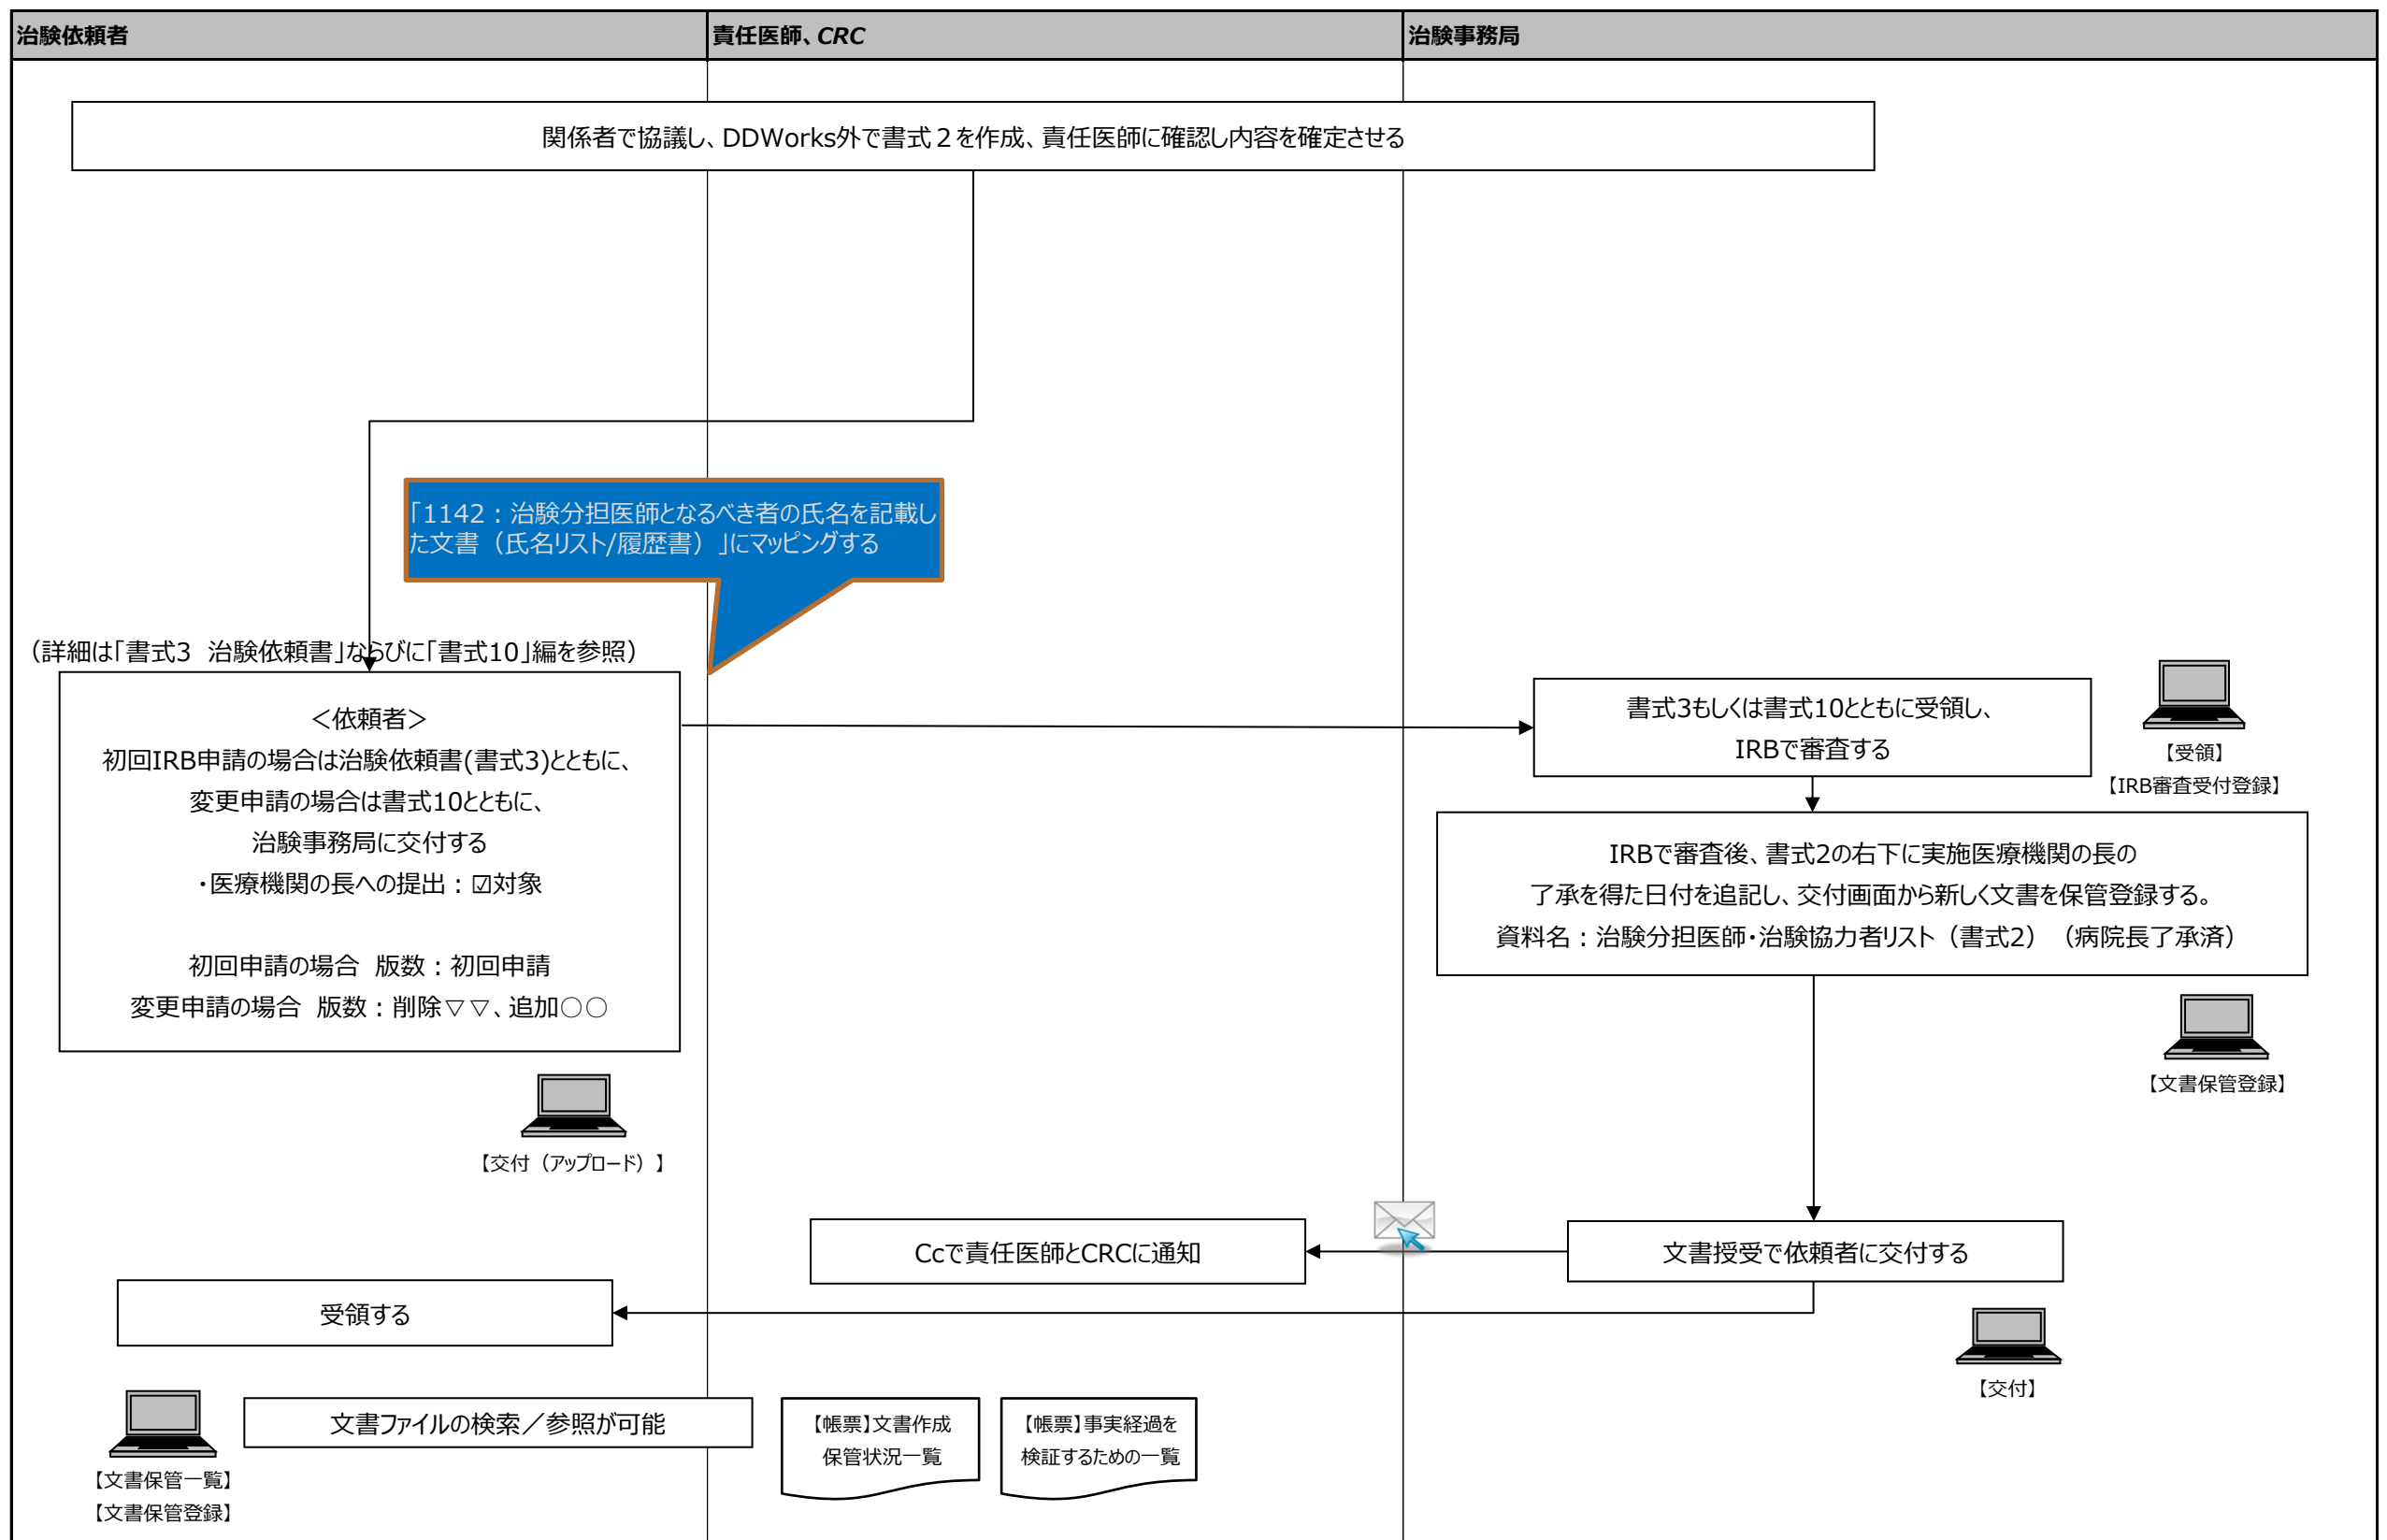 治験依頼者
責任医師、CRC
治験事務局
関係者で協議し、DDWorks外で書式２を作成、責任医師に確認し内容を確定させる
「1142：治験分担医師となるべき者の氏名を記載し
た文書（氏名リスト/履歴書）」にマッピングする
（詳細は「書式3　治験依頼書」ならびに「書式10」編を参照）
＜依頼者＞
初回IRB申請の場合は治験依頼書(書式3)とともに、
変更申請の場合は書式10とともに、
治験事務局に交付する
・医療機関の長への提出：☑対象
初回申請の場合 版数：初回申請
変更申請の場合 版数：削除▽▽、追加○○
【交付（アップロード）】
書式3もしくは書式10とともに受領し、
IRBで審査する
【受領】
【IRB審査受付登録】
IRBで審査後、書式2の右下に実施医療機関の長の
了承を得た日付を追記し、交付画面から新しく文書を保管登録する。
資料名：治験分担医師・治験協力者リスト（書式2）（病院長了承済）
【文書保管登録】
Ccで責任医師とCRCに通知
文書授受で依頼者に交付する
受領する
【交付】
文書ファイルの検索／参照が可能
【文書保管一覧】
【文書保管登録】
【帳票】文書作成
保管状況一覧
【帳票】事実経過を
検証するための一覧